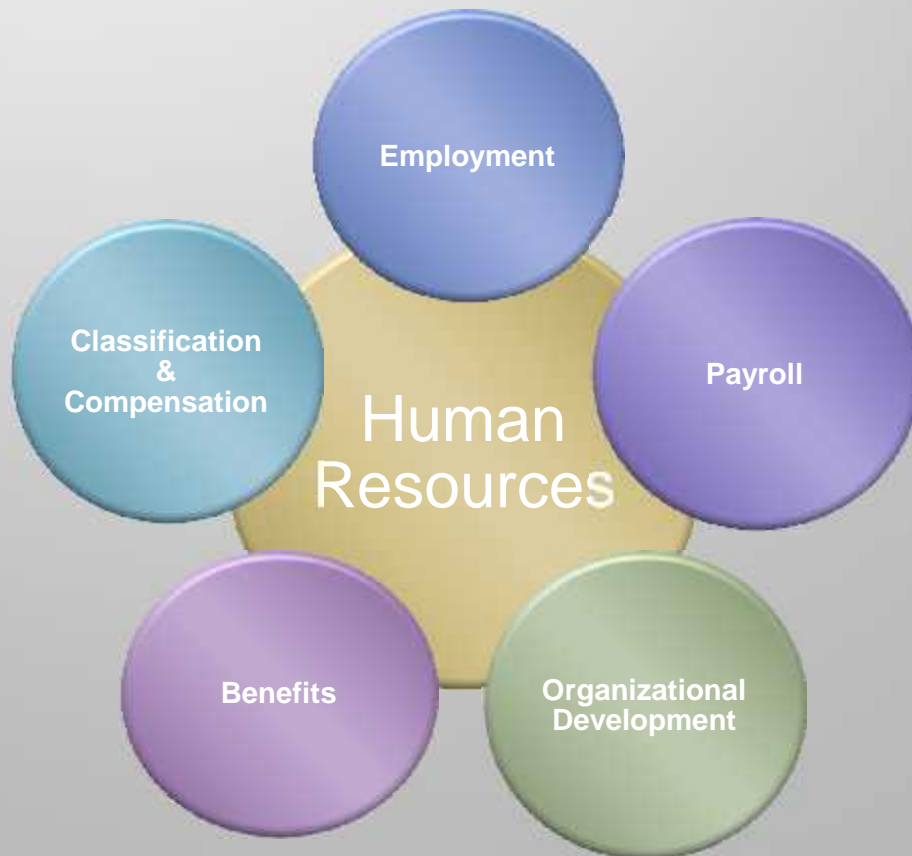 Employment
Classification
&
Compensation
Payroll
Human
Resources
Benefits
Organizational
Development